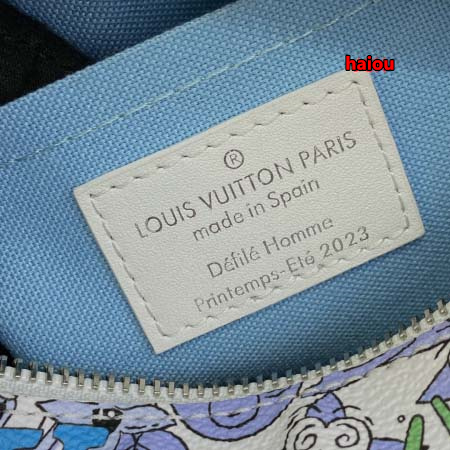 halou
®
LOUIS VUITTON PARIS
made in Spain
Défilé Homme
Printemps-Eté 2023